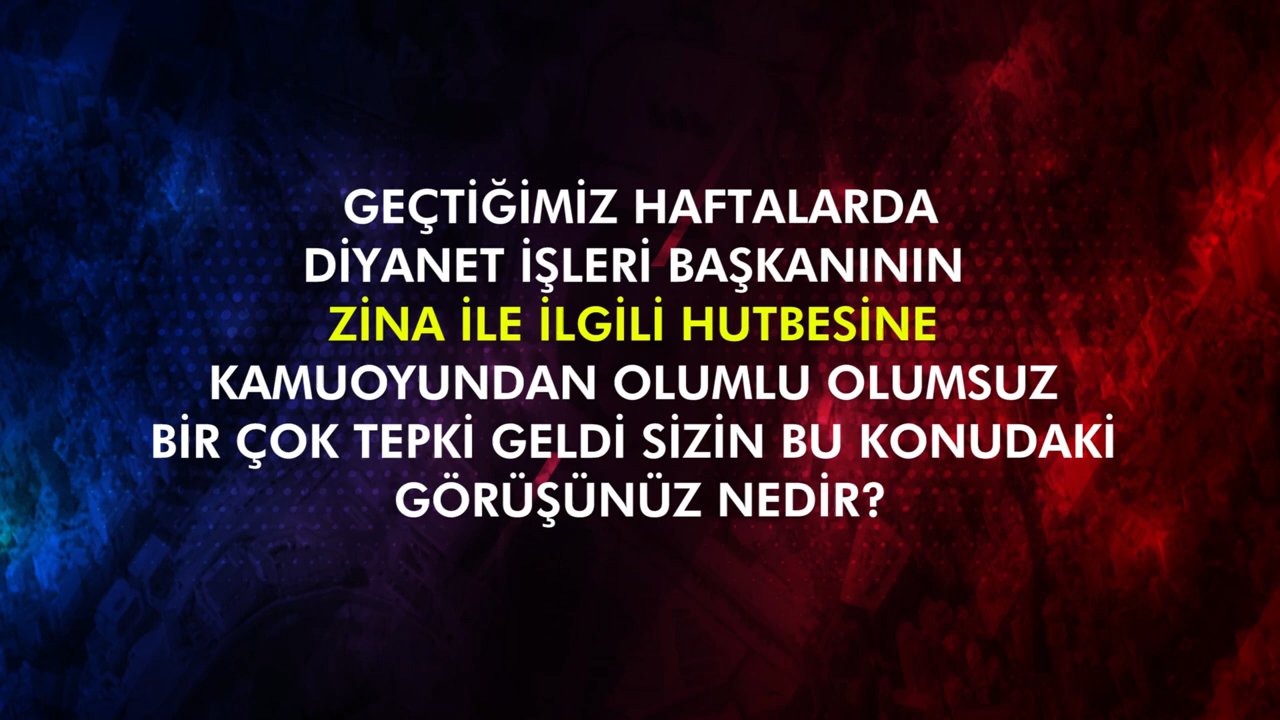 GEÇTİĞİMİZ HAFTALARDA
DİYANET İŞLERİ BAŞKANININ
ZİNA İLE İLGİLİ HUTBESİNE
KAMUOYUNDAN OLUMLU OLUMSUZ
BİR ÇOK TEPKİ GELDİ SİZİN BU KONUDAKİ
GÖRÜŞÜNÜZ NEDİR?